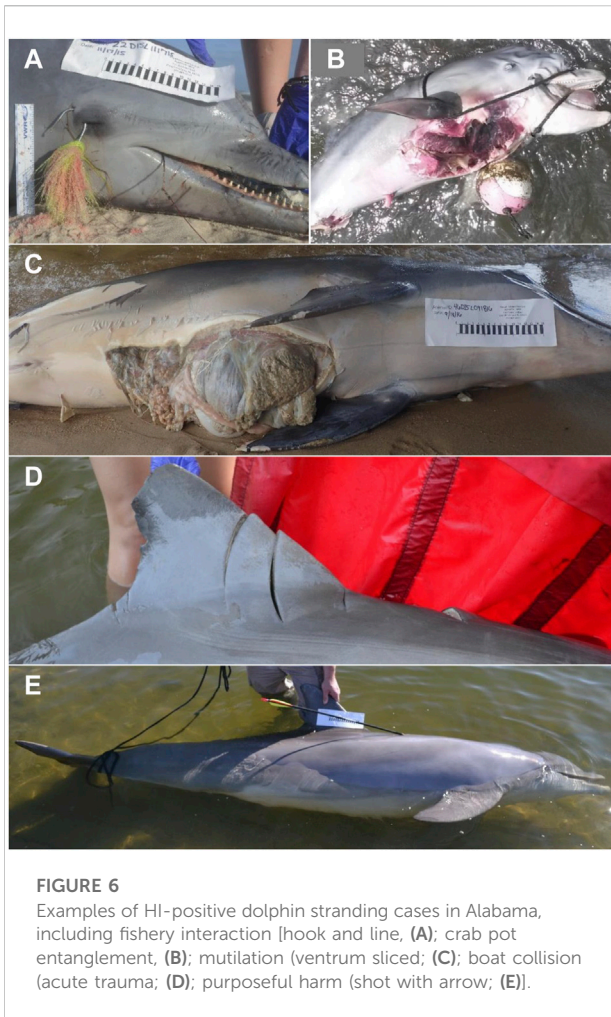 A
B
C
D
E
FIGURE 6
Examples of HI-positive dolphin stranding cases in Alabama,
including fishery interaction [hook and line, (A); crab pot
entanglement, (B); mutilation (ventrum sliced; (C); boat collision
(acute trauma; (D); purposeful harm (shot with arrow; (E)].